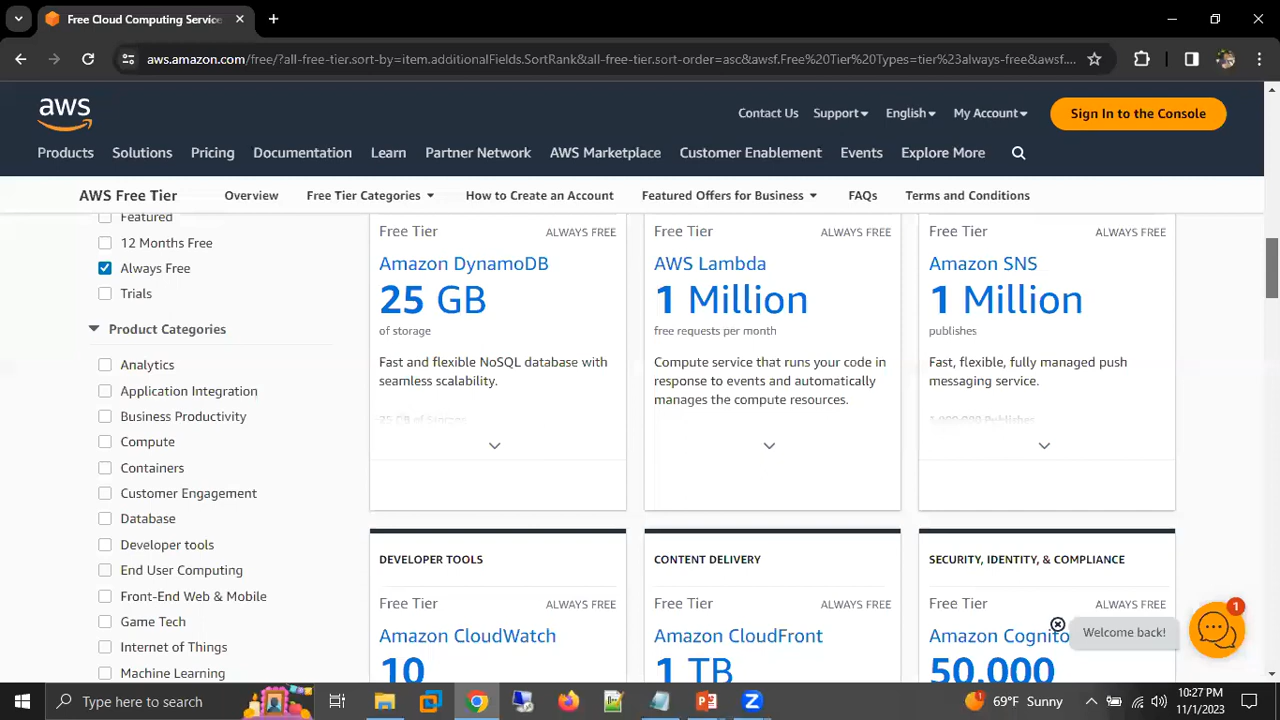 Free Cloud Computing Service
aws.amazon.com/free/?all-free-tier.sort-by=item.additionalFields.SortRank&all-free-tier.sort-order=asc&awsf.Free%20Tier%20Types=tier%23always-free&awsf....
aws
Contact Us Support English My Account Sign In to the Console
Products Solutions Pricing Documentation Learn Partner Network AWS Marketplace Customer Enablement Events Explore More
AWS Free Tier Overview Free Tier Categories How to Create an Account Featured Offers for Business FAQs Terms and Conditions
Featured
12 Months Free
Always Free
Trials
Product Categories
Analytics
Application Integration
Business Productivity
Compute
Containers
Customer Engagement
Database
Developer tools
End User Computing
Front-End Web & Mobile
Game Tech
Internet of Things
Machine Learning
Free Tier ALWAYS FREE
Amazon DynamoDB
25 GB
of storage
Fast and flexible NoSQL database with
seamless scalability.
25 GB of Storage
Free Tier ALWAYS FREE
AWS Lambda
1 Million
free requests per month
Compute service that runs your code in
response to events and automatically
manages the compute resources.
Free Tier ALWAYS FREE
Amazon SNS
1 Million
publishes
Fast, flexible, fully managed push
messaging service.
1,000,000 Publishes
DEVELOPER TOOLS
Free Tier ALWAYS FREE
Amazon CloudWatch
10
CONTENT DELIVERY
Free Tier ALWAYS FREE
Amazon CloudFront
1 TB
SECURITY, IDENTITY, & COMPLIANCE
Free Tier ALWAYS FREE
Amazon Cognito
50,000
Welcome back!
1
Type here to search
1
69°F Sunny
10:27 PM
11/1/2023